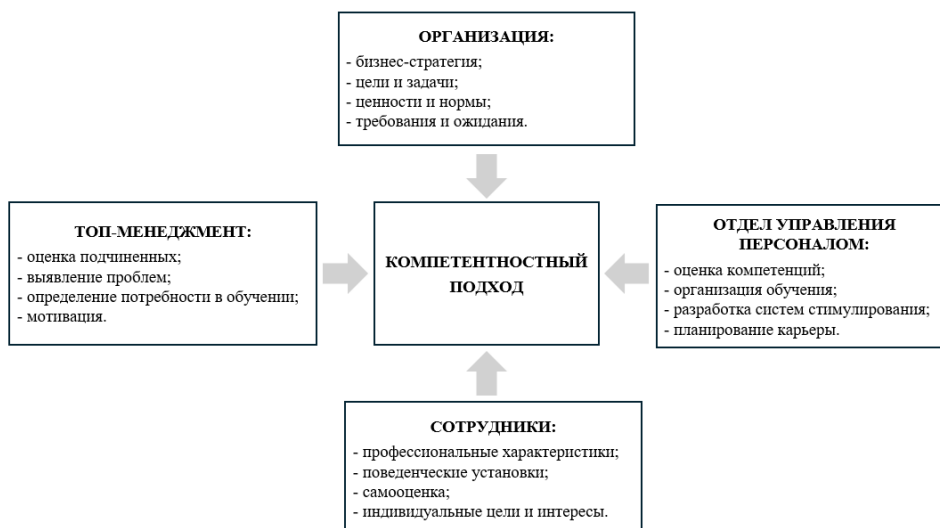 ОРГАНИЗАЦИЯ:
- бизнес-стратегия;
- цели и задачи;
- ценности и нормы;
- требования и ожидания.
ТОП-МЕНЕДЖМЕНТ:
- оценка подчиненных;
- выявление проблем;
- определение потребности в обучении;
- мотивация.
КОМПЕТЕНТНОСТНЫЙ
ПОДХОД
ОТДЕЛ УПРАВЛЕНИЯ
ПЕРСОНАЛОМ:
- оценка компетенций;
- организация обучения;
- разработка систем стимулирования;
- планирование карьеры.
СОТРУДНИКИ:
- профессиональные характеристики;
- поведенческие установки;
- самооценка;
- индивидуальные цели и интересы.